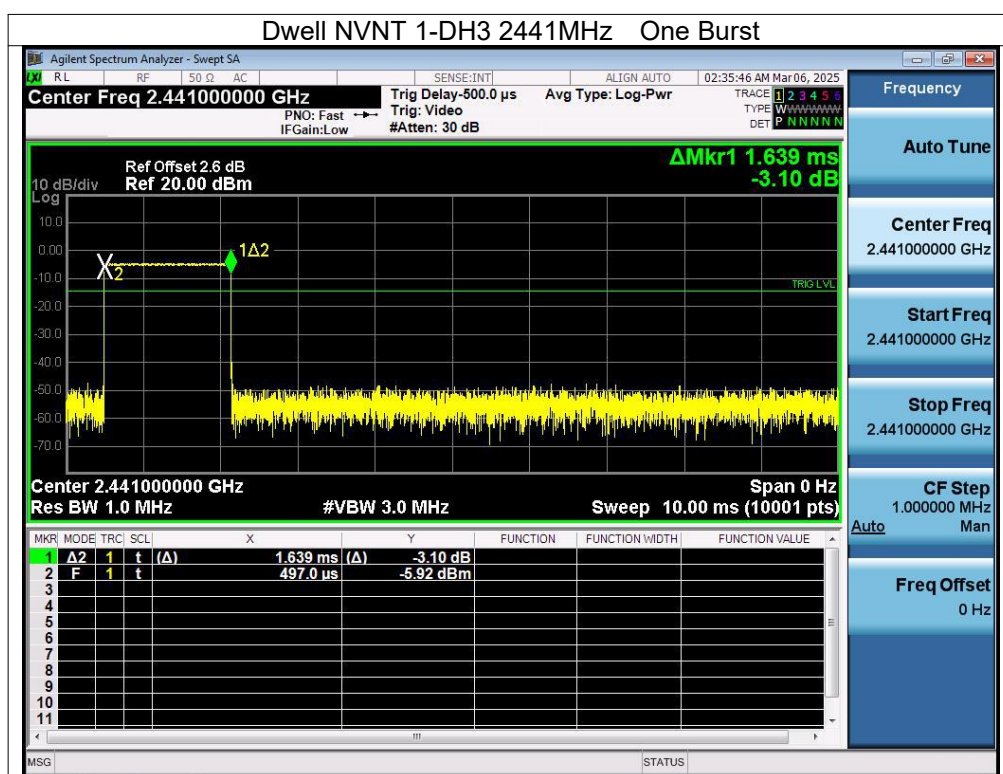 Dwell NVNT 1-DH3 2441MHz One Burst
Agilent Spectrum Analyzer - Swept SA
LXI RL RF 50 Ω AC SENSE:INT ALIGN AUTO 02:35:46 AM Mar 06, 2025
Center Freq 2.441000000 GHz
PNO: Fast
IFGain:Low
Trig Delay-500.0 µs
Trig: Video
#Atten: 30 dB
Avg Type: Log-Pwr
TRACE 1 2 3 4 5 6
TYPE WWWWWW
DET P N N N N N
Ref Offset 2.6 dB
Ref 20.00 dBm
10 dB/div
Log
ΔMkr1 1.639 ms
-3.10 dB
10.0
0.00
-10.0
-20.0
-30.0
-40.0
-50.0
-60.0
-70.0
1Δ2
2
TRIG LVL
Center 2.441000000 GHz Span 0 Hz
Res BW 1.0 MHz #VBW 3.0 MHz Sweep 10.00 ms (10001 pts)
MKR MODE TRC SCL X Y FUNCTION FUNCTION WIDTH FUNCTION VALUE
1 Δ2 1 t (Δ) 1.639 ms (Δ) -3.10 dB
2 F 1 t 497.0 µs -5.92 dBm
3
4
5
6
7
8
9
10
11
MSG STATUS
Frequency
Auto Tune
Center Freq
2.441000000 GHz
Start Freq
2.441000000 GHz
Stop Freq
2.441000000 GHz
CF Step
1.000000 MHz
Auto Man
Freq Offset
0 Hz